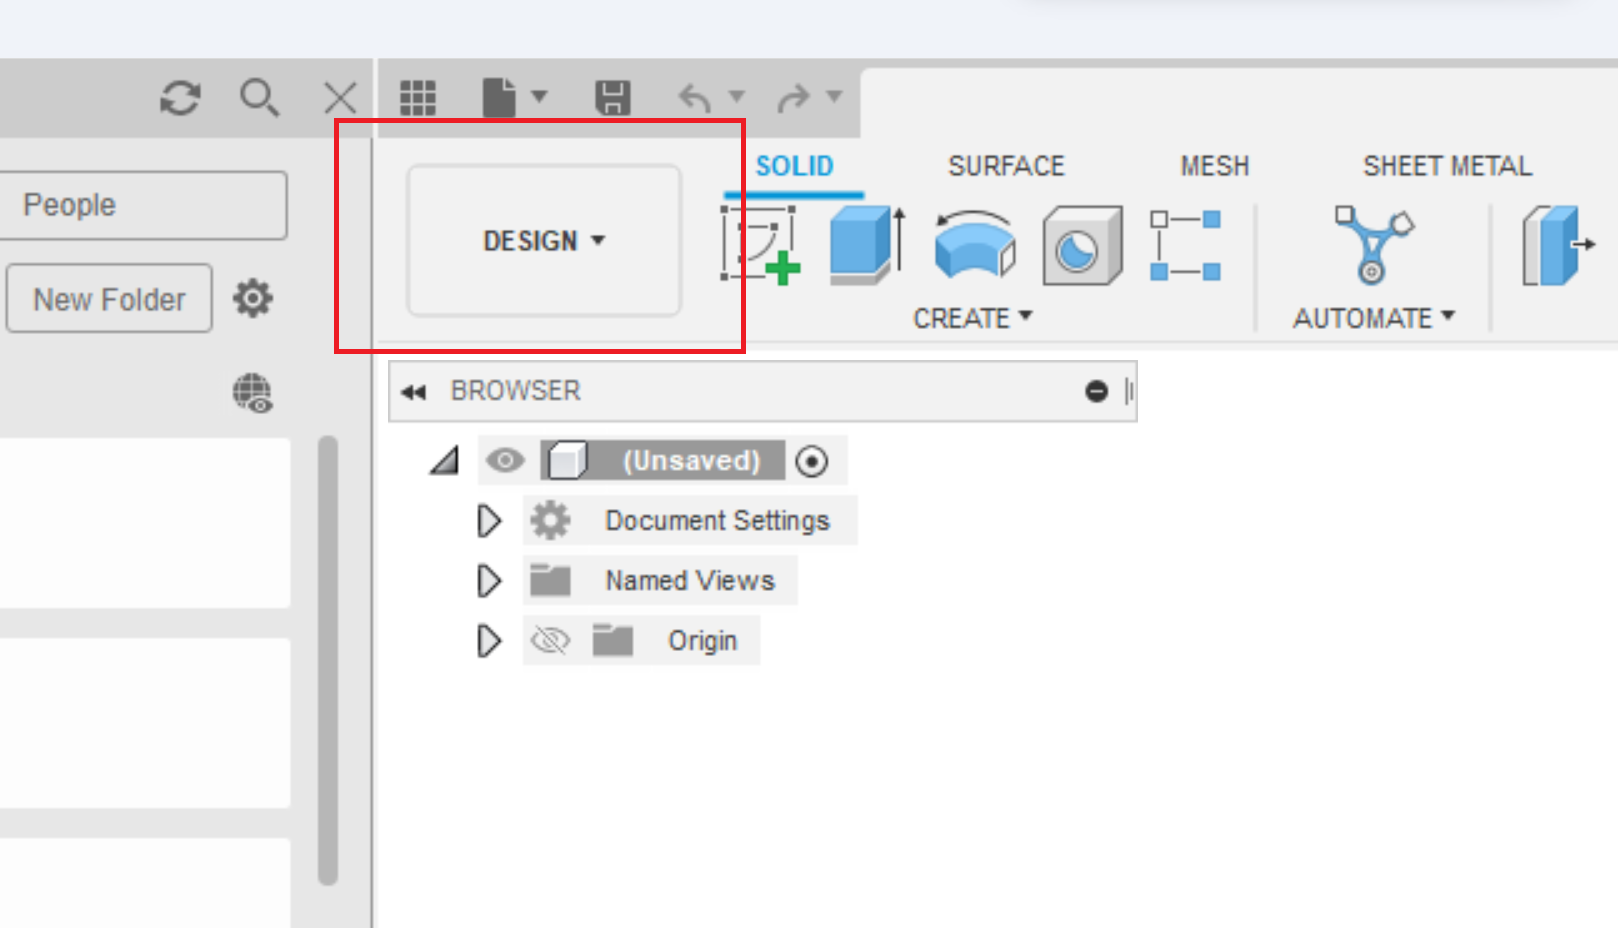 People
New Folder
DESIGN
SOLID
SURFACE
MESH
SHEET METAL
CREATE
AUTOMATE
BROWSER
(Unsaved)
Document Settings
Named Views
Origin